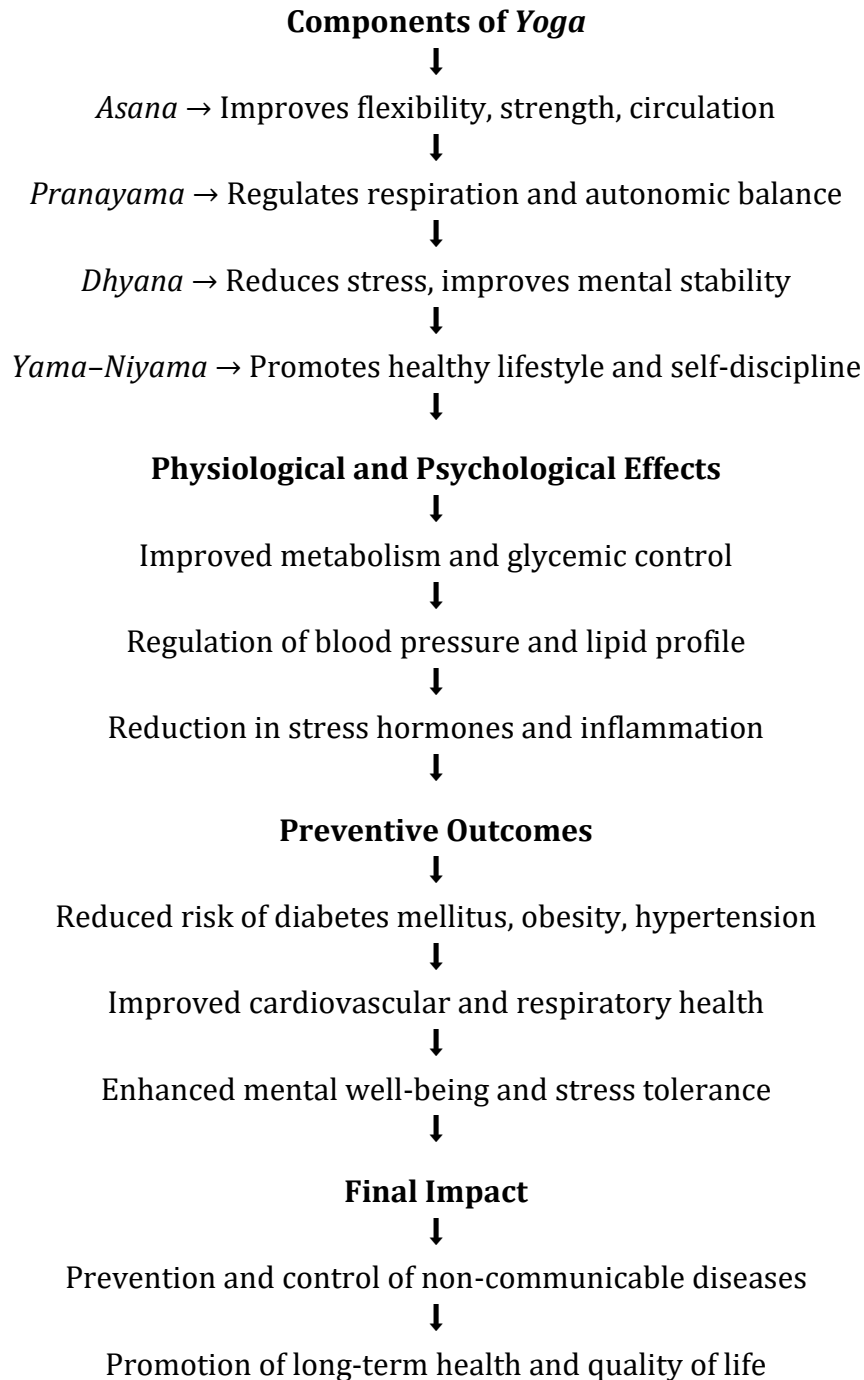 Components of Yoga
Asana → Improves flexibility, strength, circulation
Pranayama → Regulates respiration and autonomic balance
Dhyana → Reduces stress, improves mental stability
Yama–Niyama → Promotes healthy lifestyle and self-discipline
Physiological and Psychological Effects
Improved metabolism and glycemic control
Regulation of blood pressure and lipid profile
Reduction in stress hormones and inflammation
Preventive Outcomes
Reduced risk of diabetes mellitus, obesity, hypertension
Improved cardiovascular and respiratory health
Enhanced mental well-being and stress tolerance
Final Impact
Prevention and control of non-communicable diseases
Promotion of long-term health and quality of life